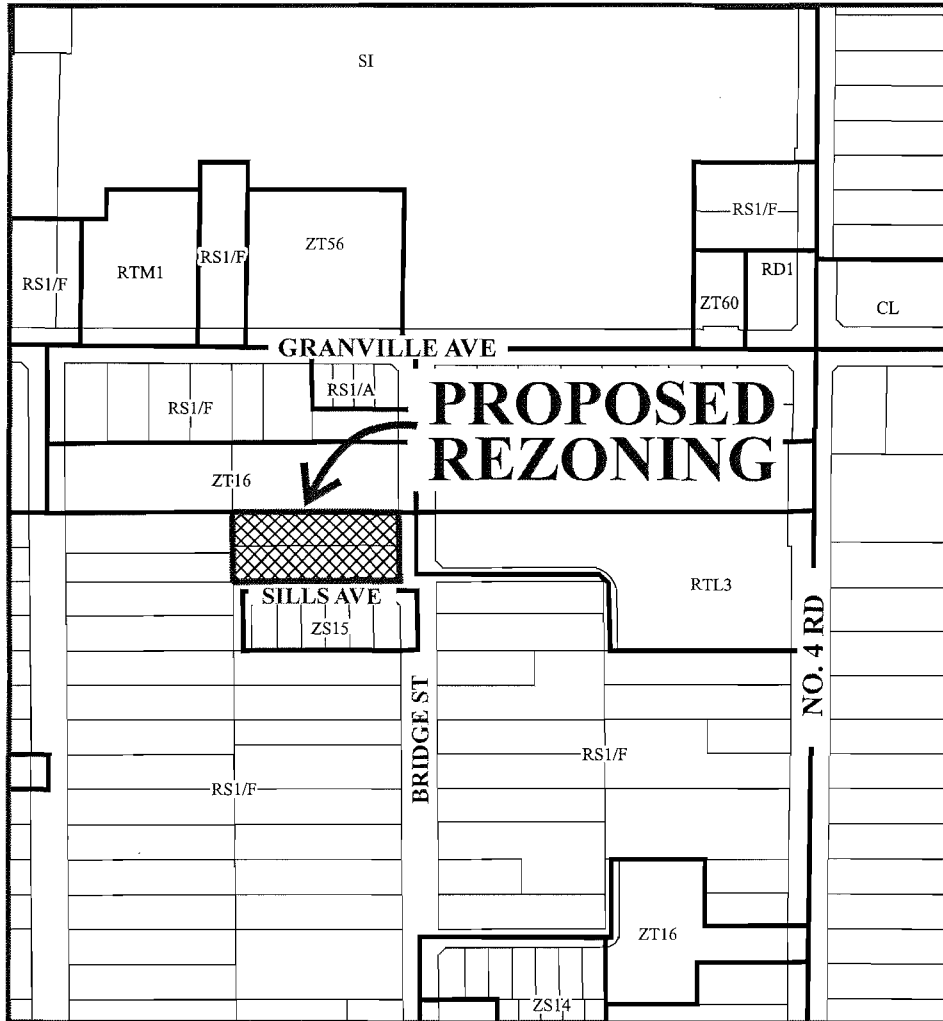 SI
RS1/F
RTM1
RS1/F
ZT56
RS1/F
ZT60
RD1
CL
GRANVILLE AVE
RS1/F
RS1/A
PROPOSED
REZONING
ZT16
SILLS AVE
ZS15
RTL3
NO. 4 RD
BRIDGE ST
RS1/F
RS1/F
ZT16
ZS14